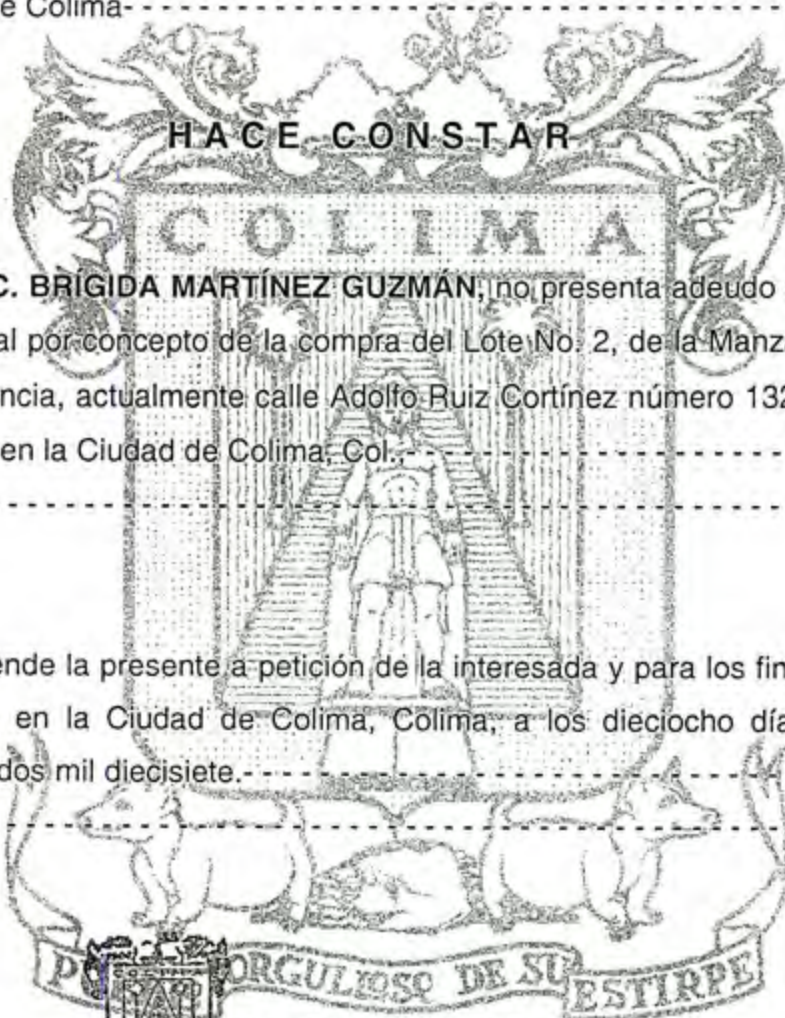 e Colima- - - - - - - - - - - - - - - - - - - - - - - - - - - - - - - - - - - - -
HACE CONSTAR
COLIMA
C. BRÍGIDA MARTÍNEZ GUZMÁN, no presenta adeudo
al por concepto de la compra del Lote No. 2, de la Manz
ncia, actualmente calle Adolfo Ruiz Cortínez número 132
en la Ciudad de Colima, Col.,- - - - - - - - - - - - - - - - - - - -
- - - - - - - - - - - - - - - - - - - - - - - - - - - - - - - - - - - - - - - -
ende la presente a petición de la interesada y para los fin
en la Ciudad de Colima, Colima, a los dieciocho día
dos mil diecisiete.- - - - - - - - - - - - - - - - - - - - - - - - - - -
- - - - - - - - - - - - - - - - - - - - - - - - - - - - - - - - - - - - - - - -
ORGULLOSO DE SU ESTIRPE